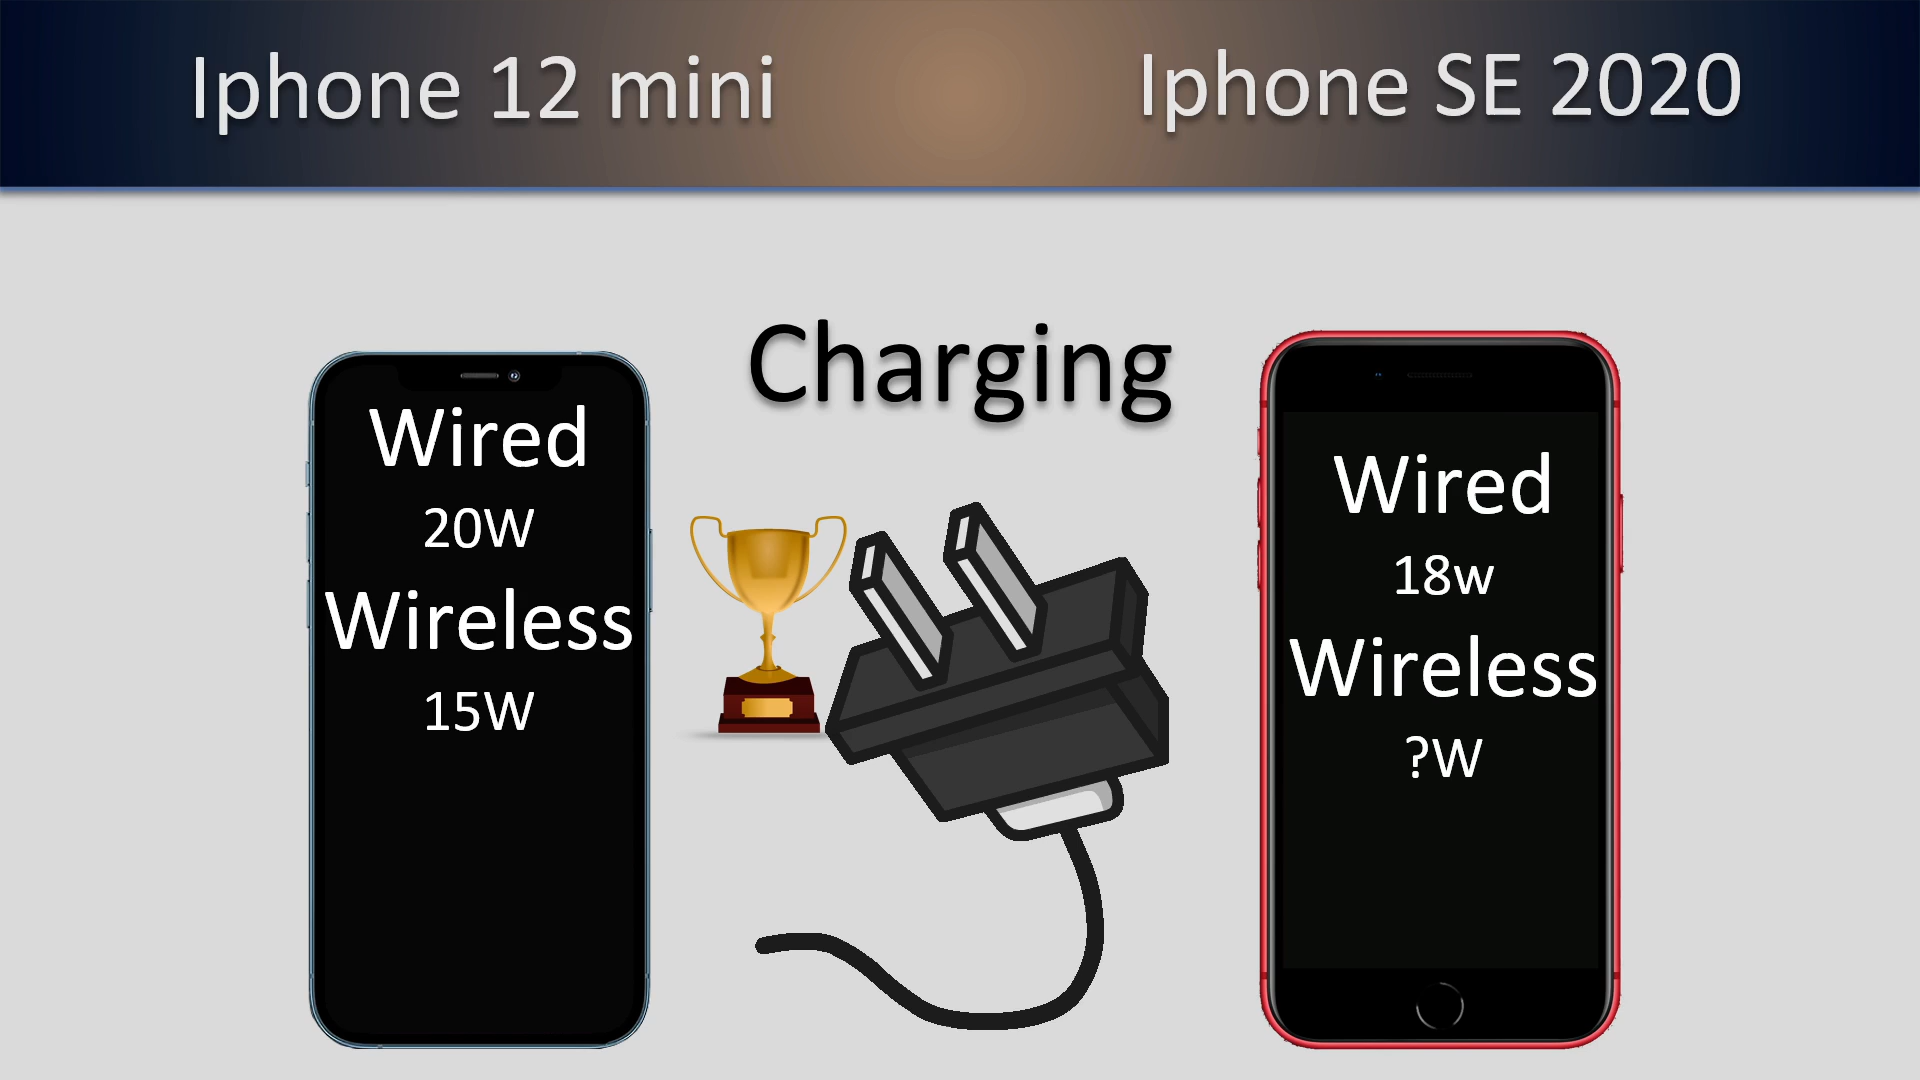 Iphone 12 mini
Iphone SE 2020
Charging
Wired
20W
Wireless
15W
Wired
18w
Wireless
?W